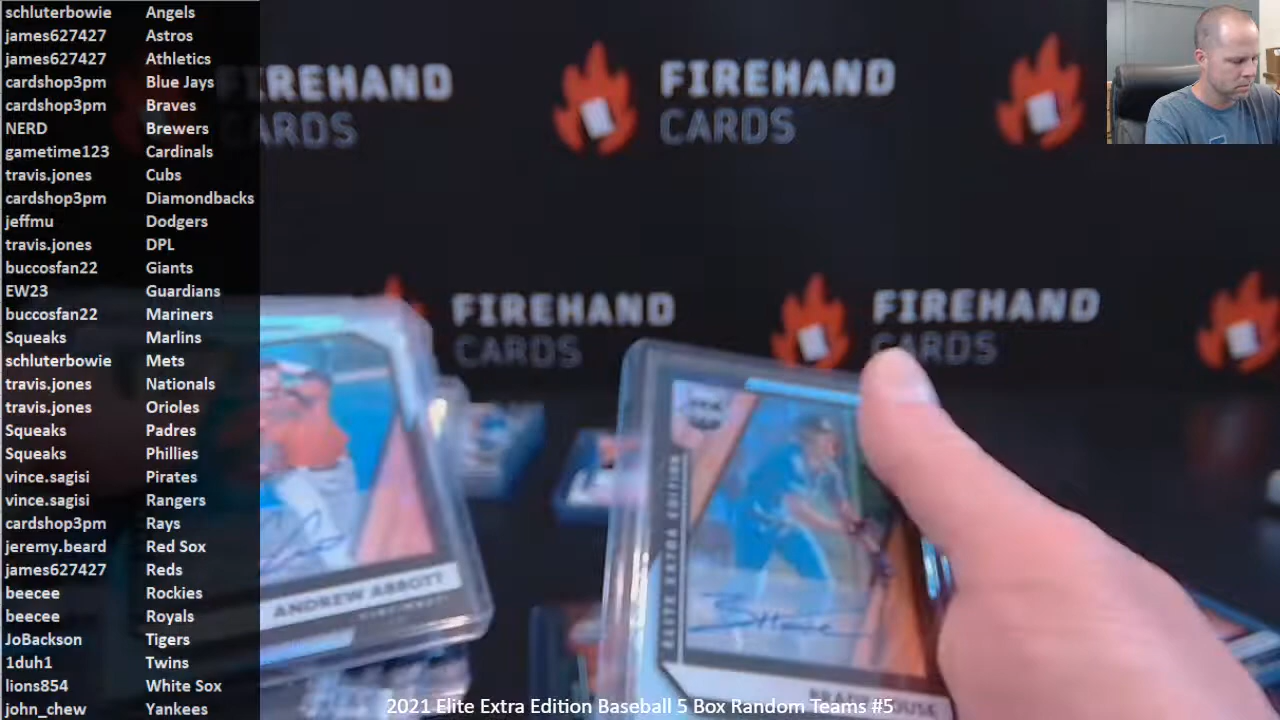 schluterbowie Angels
james627427 Astros
james627427 Athletics
cardshop3pm Blue Jays
cardshop3pm Braves
NERD Brewers
gametime123 Cardinals
travis.jones Cubs
cardshop3pm Diamondbacks
jeffmu Dodgers
travis.jones DPL
buccosfan22 Giants
EW23 Guardians
buccosfan22 Mariners
Squeaks Marlins
schluterbowie Mets
travis.jones Nationals
travis.jones Orioles
Squeaks Padres
Squeaks Phillies
vince.sagisi Pirates
vince.sagisi Rangers
cardshop3pm Rays
jeremy.beard Red Sox
james627427 Reds
beecee Rockies
beecee Royals
JoBackson Tigers
1duh1 Twins
lions854 White Sox
john_chew Yankees
FIREHAND
CARDS
FIREHAND
CARDS
FIREHAND
CARDS
FIREHAND
CARDS
ANDREW ABBOTT
CINCINNATI
ELITE EXTRA EDITION
2021 Elite Extra Edition Baseball 5 Box Random Teams #5